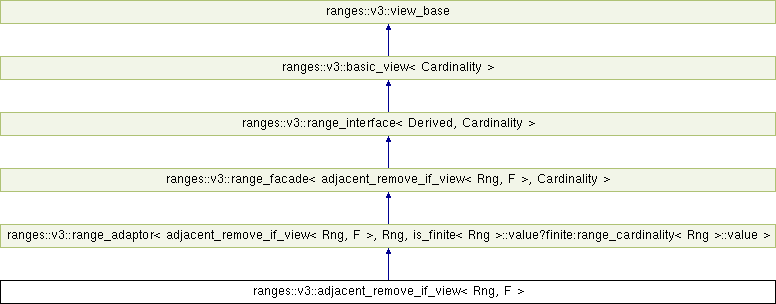 ranges::v3::view_base
ranges::v3::basic_view< Cardinality >
ranges::v3::range_interface< Derived, Cardinality >
ranges::v3::range_facade< adjacent_remove_if_view< Rng, F >, Cardinality >
ranges::v3::range_adaptor< adjacent_remove_if_view< Rng, F >, Rng, is_finite< Rng >::value?finite:range_cardinality< Rng >::value >
ranges::v3::adjacent_remove_if_view< Rng, F >